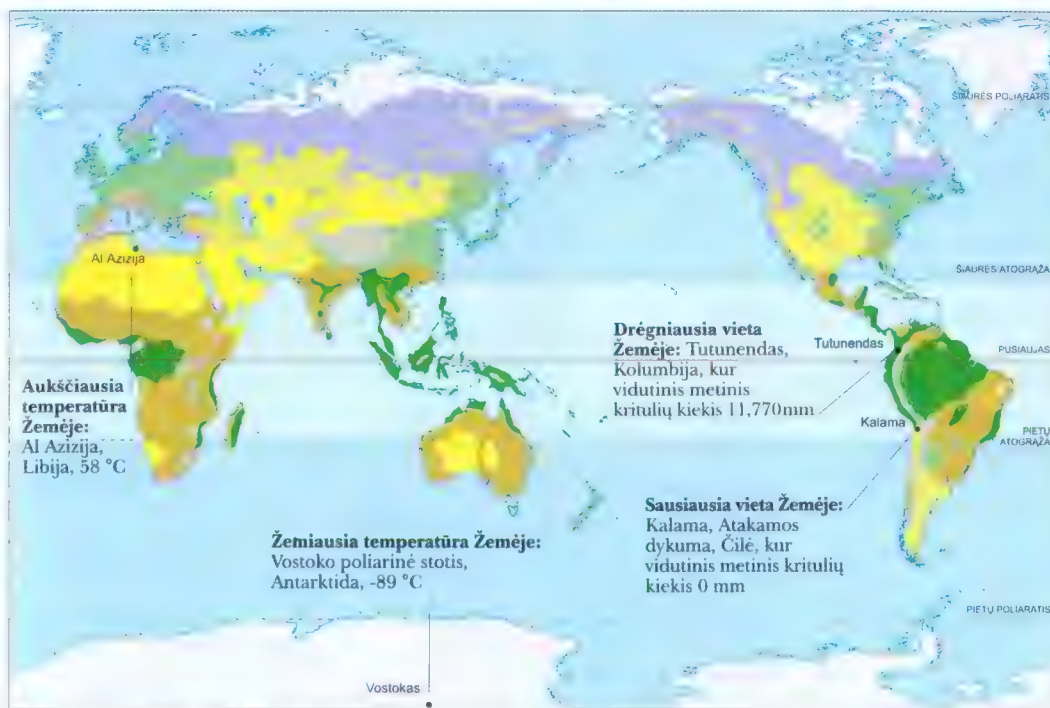 ŠIAURĖS POLIARATIS
Al Azizija
ŠIAURĖS ATOGRĄŽA
Drėgniausia vieta
Žemėje: Tutunendas,
Kolumbija, kur
vidutinis metinis
kritulių kiekis 11,770mm
Tutunendas
PUSIAUJAS
Aukščiausia
temperatūra
Žemėje:
Al Azizija,
Libija, 58 °C
Kalama
PIETŲ
ATOGRĄŽA
Sausiausia vieta Žemėje:
Kalama, Atakamos
dykuma, Čilė, kur
vidutinis metinis kritulių
kiekis 0 mm
Žemiausia temperatūra Žemėje:
Vostoko poliarinė stotis,
Antarktida, -89 °C
PIETŲ POLIARATIS
Vostokas